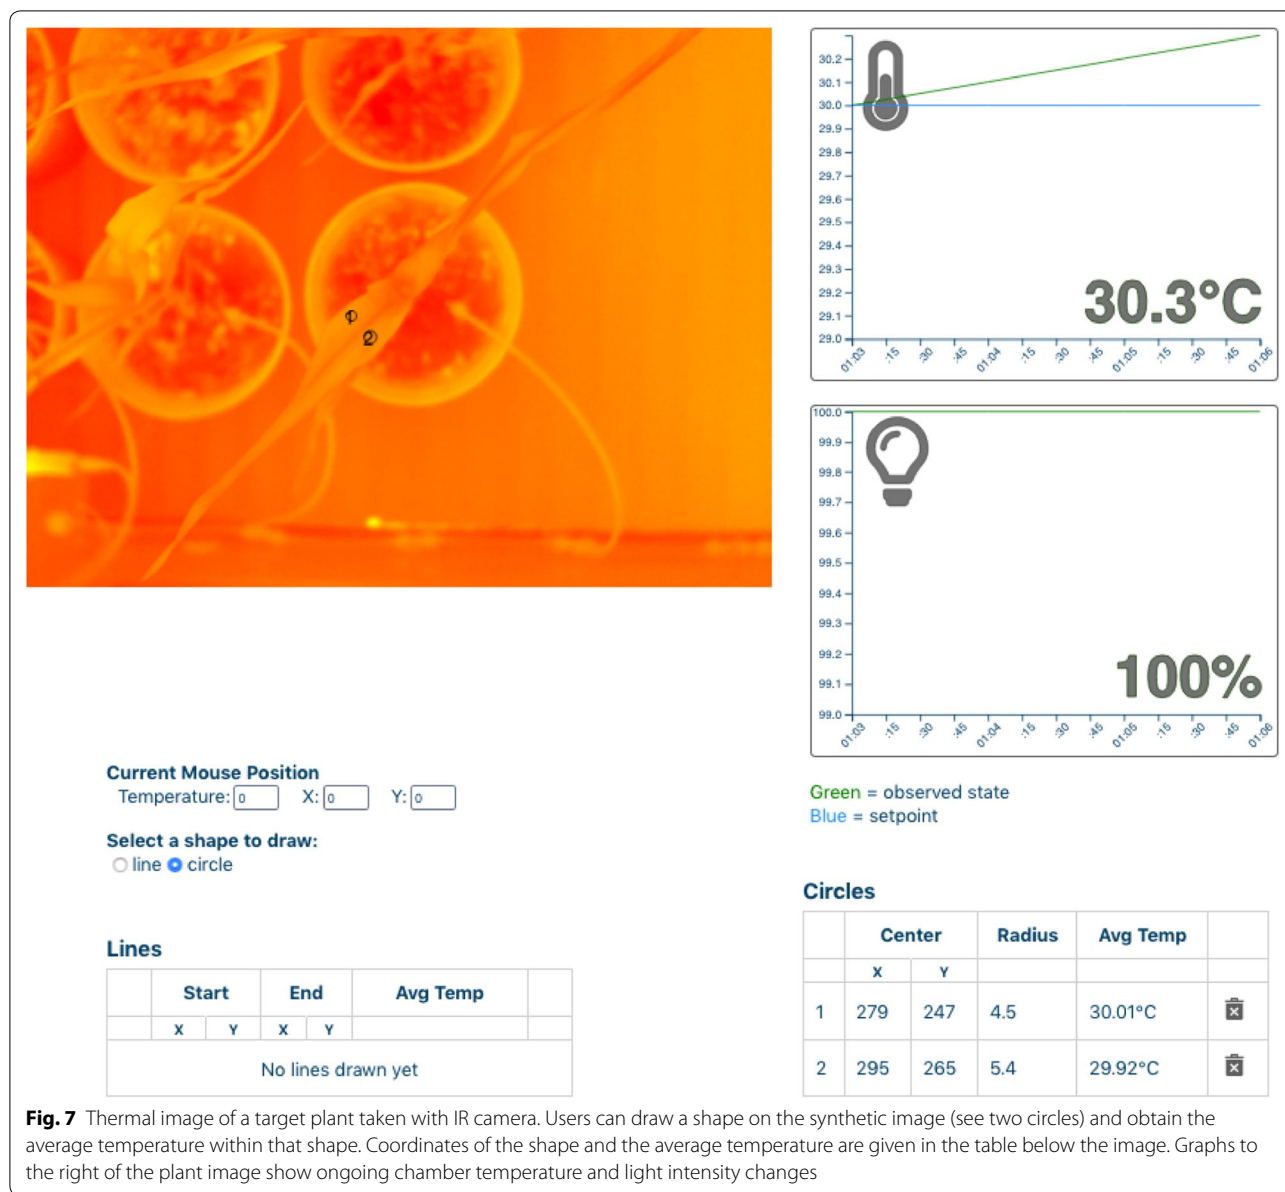 1
2
30.2
30.1
30.0
29.9
29.8
29.7
29.6
29.5
29.4
29.3
29.2
29.1
29.0
30.3°C
01:03 :15 :30 :45 01:04 :15 :30 :45 01:05 :15 :30 :45 01:06
100.0
99.9
99.8
99.7
99.6
99.5
99.4
99.3
99.2
99.1
99.0
100%
01:03 :15 :30 :45 01:04 :15 :30 :45 01:05 :15 :30 :45 01:06
Current Mouse Position
Temperature: 0 X: 0 Y: 0
Select a shape to draw:
line circle
Green = observed state
Blue = setpoint
Lines
Start End Avg Temp
X Y X Y
No lines drawn yet
Circles
Center Radius Avg Temp
X Y
1 279 247 4.5 30.01°C
2 295 265 5.4 29.92°C
Fig. 7 Thermal image of a target plant taken with IR camera. Users can draw a shape on the synthetic image (see two circles) and obtain the
average temperature within that shape. Coordinates of the shape and the average temperature are given in the table below the image. Graphs to
the right of the plant image show ongoing chamber temperature and light intensity changes